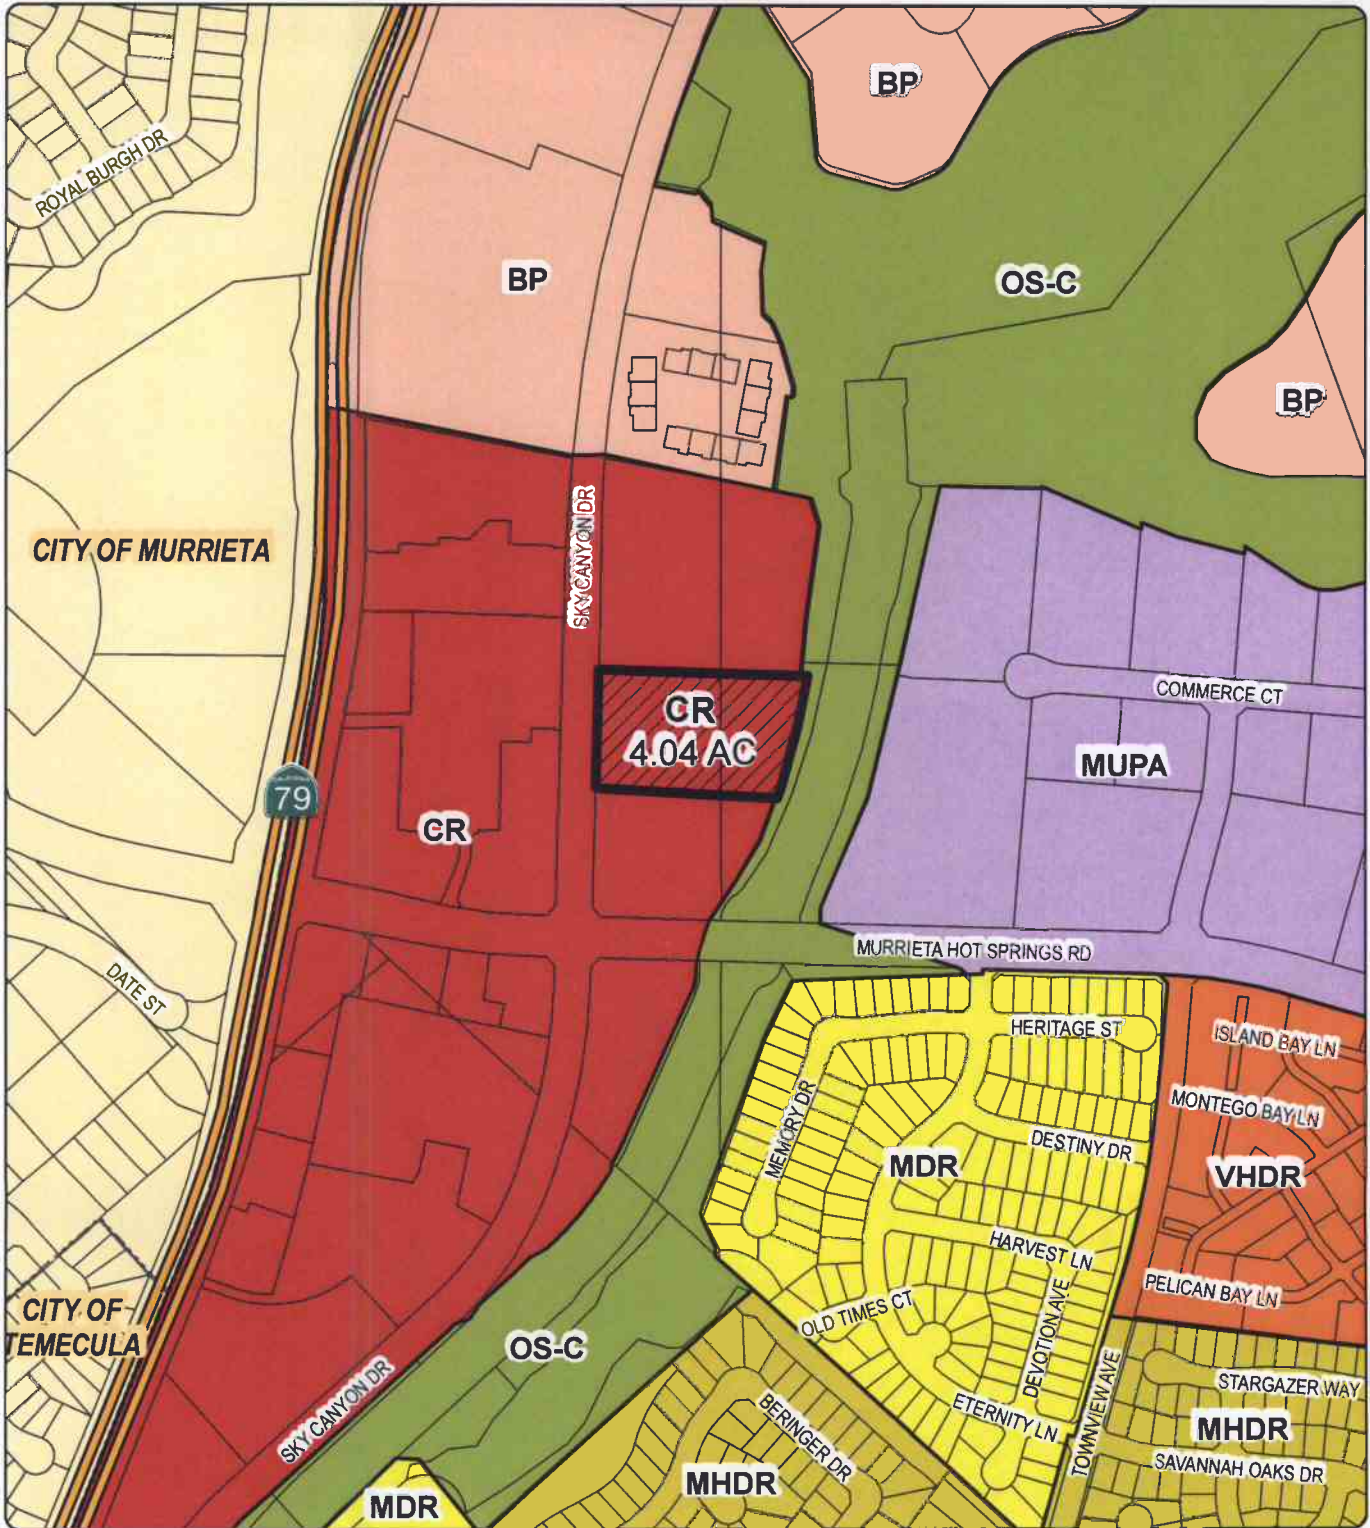 BP
ROYAL BURGH DR
BP
OS-C
BP
SKY CANYON DR
CITY OF MURRIETA
COMMERCE CT
CR
4.04 AC
MUPA
79
CR
MURRIETA HOT SPRINGS RD
DATE ST
HERITAGE ST
ISLAND BAY LN
MONTEGO BAY LN
MEMORY DR
DESTINY DR
MDR
VHDR
HARVEST LN
PELICAN BAY LN
CITY OF
TEMECULA
OLD TIMES CT
DEVOTION AVE
OS-C
SKY CANYON DR
STARGAZER WAY
TOWNVIEW AVE
ETERNITY LN
BERINGER DR
MHDR
SAVANNAH OAKS DR
MHDR
MDR